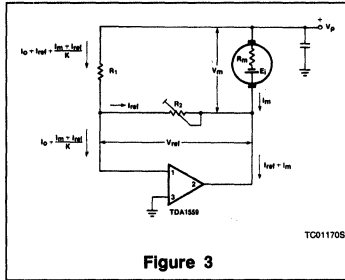 +
Vp
Io + Iref + Im + Iref
K
R1
Vm
Rm
Ei
Im
Iref
R2
Io + Im + Iref
K
Vref
Iref + Im
1
2
3
TDA1559
TC01170S
Figure 3